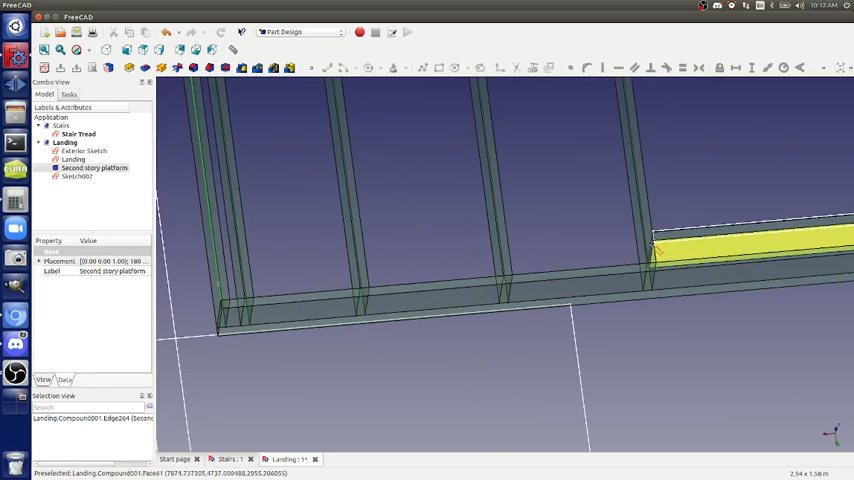 FreeCAD
10:12 AM
FreeCAD
Part Design
Combo View
Model
Tasks
Labels & Attributes
Application
Stairs
Stair Tread
Landing
Exterior Sketch
Landing
Second story platform
Sketch002
Property
Value
Base
Placement
[(0.00 0.00 1.00); 180 ...
Label
Second story platform
View
Data
Selection view
Search
Landing.Compound001.Edge264 (Second
Start page
Stairs : 1
Landing : 1*
Preselected: Landing.Compound001.Face61 (7874.737305,4737.000488,2955.206055)
2.94 x 1.58 m